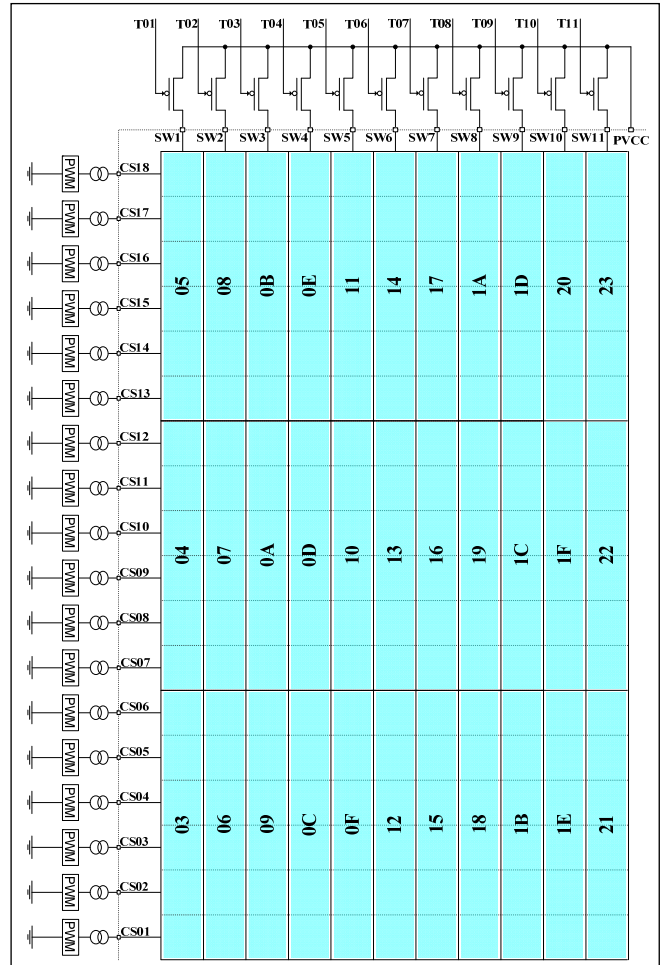 T01 T02 T03 T04 T05 T06 T07 T08 T09 T10 T11
SW1 SW2 SW3 SW4 SW5 SW6 SW7 SW8 SW9 SW10 SW11 PVCC
PWM CS18
PWM CS17
PWM CS16
05 08 0B 0E 11 14 17 1A 1D 20 23
PWM CS15
PWM CS14
PWM CS13
PWM CS12
PWM CS11
PWM CS10
04 07 0A 0D 10 13 16 19 1C 1F 22
PWM CS09
PWM CS08
PWM CS07
PWM CS06
PWM CS05
PWM CS04
03 06 09 0C 0F 12 15 18 1B 1E 21
PWM CS03
PWM CS02
PWM CS01